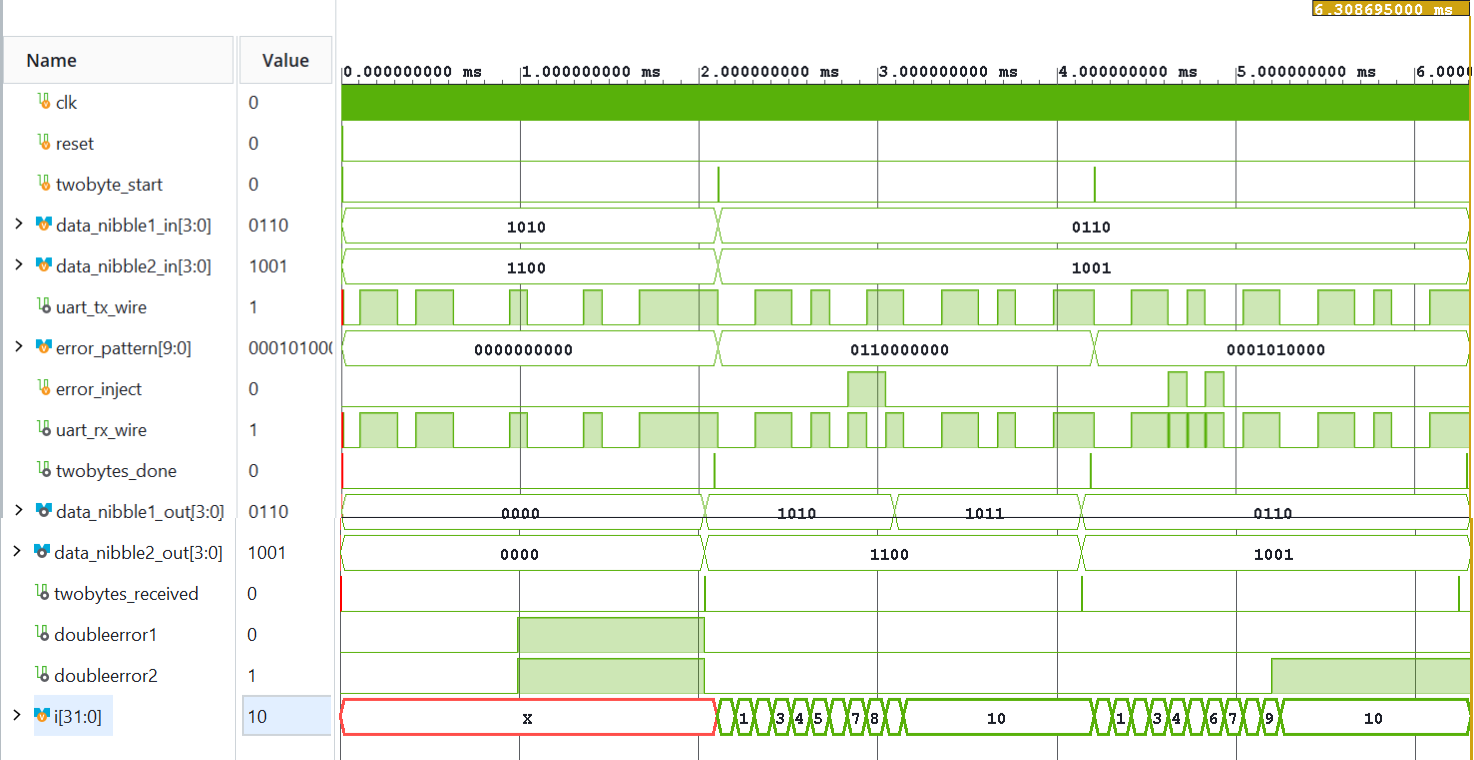 6.308695000 ms
Name Value
0.000000000 ms 1.000000000 ms 2.000000000 ms 3.000000000 ms 4.000000000 ms 5.000000000 ms 6.0000
clk 0
reset 0
twobyte_start 0
data_nibble1_in[3:0] 0110 1010 0110
data_nibble2_in[3:0] 1001 1100 1001
uart_tx_wire 1
error_pattern[9:0] 000101000 0000000000 0110000000 0001010000
error_inject 0
uart_rx_wire 1
twobytes_done 0
data_nibble1_out[3:0] 0110 0000 1010 1011 0110
data_nibble2_out[3:0] 1001 0000 1100 1001
twobytes_received 0
doubleerror1 0
doubleerror2 1
i[31:0] 10 x 1 3 4 5 7 8 10 1 3 4 6 7 9 10